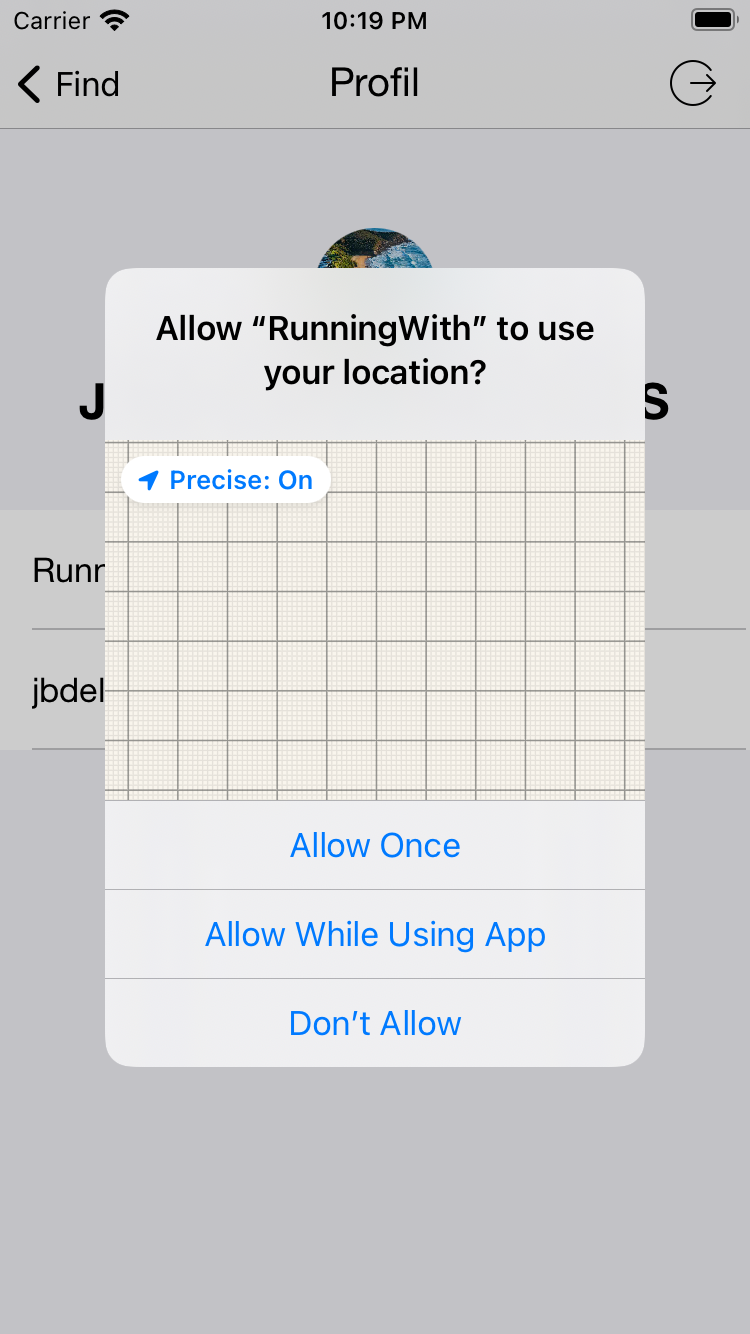 Carrier 10:19 PM
Find Profil
Allow “RunningWith” to use
your location?
J S
Precise: On
Runn
jbdel
Allow Once
Allow While Using App
Don’t Allow